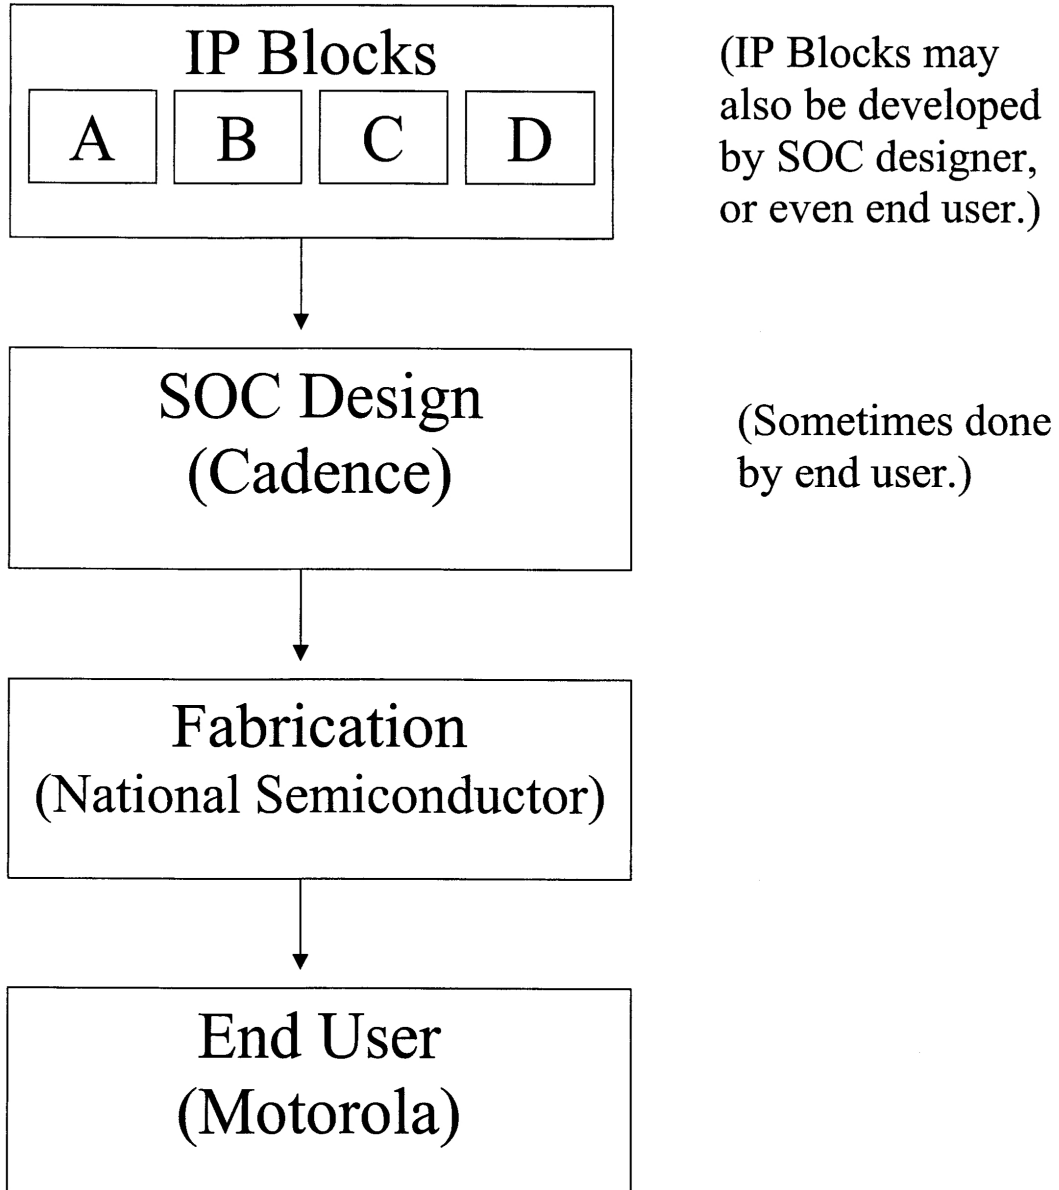 IP Blocks
A B C D
(IP Blocks may
also be developed
by SOC designer,
or even end user.)
SOC Design
(Cadence)
(Sometimes done
by end user.)
Fabrication
(National Semiconductor)
End User
(Motorola)